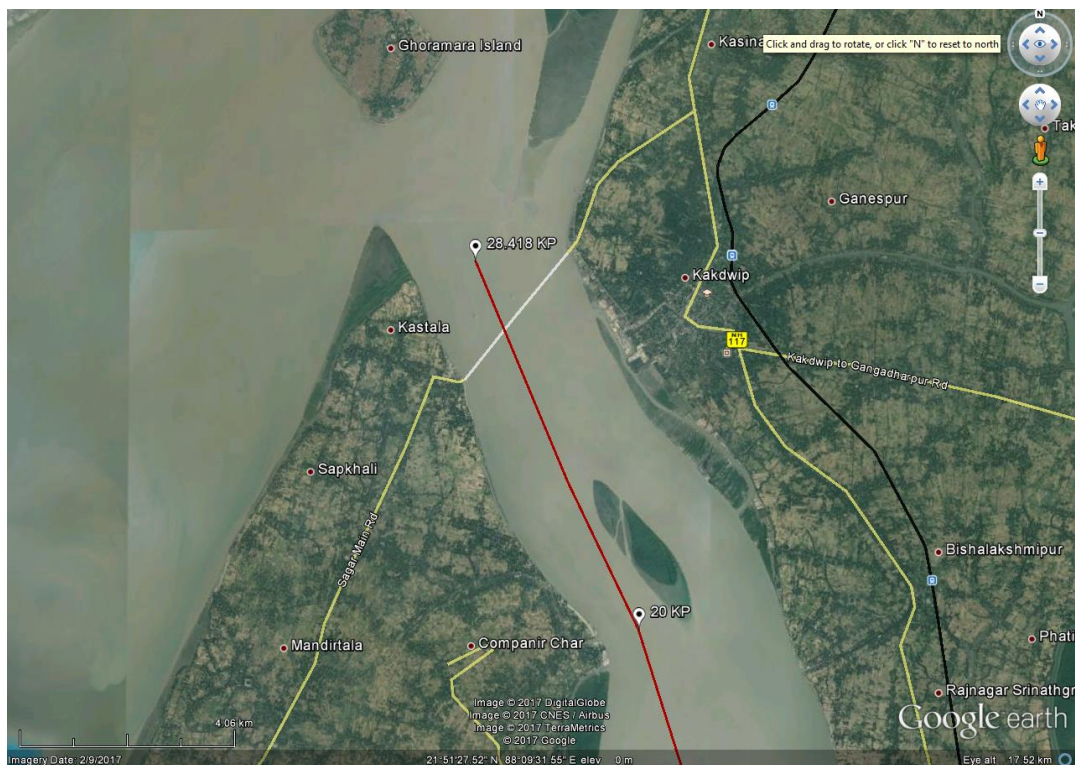 N
Ghoramara Island
Click and drag to rotate, or click "N" to reset to north
Kasina
Tak
Ganespur
28.418 KP
Kakdwip
Kastala
NH
117
Kakdwip to Gangadharpur Rd
Sapkhali
Sagar Main Rd
Bishalakshmipur
20 KP
Mandirtala
Companir Char
Phati
Rajnagar Srinathgr
4.06 km
Image © 2017 DigitalGlobe
Image © 2017 CNES / Airbus
Image © 2017 TerraMetrics
© 2017 Google
Google earth
Imagery Date: 2/9/2017
21°51'27.52" N 88°09'31.55" E elev 0 m
Eye alt 17.52 km